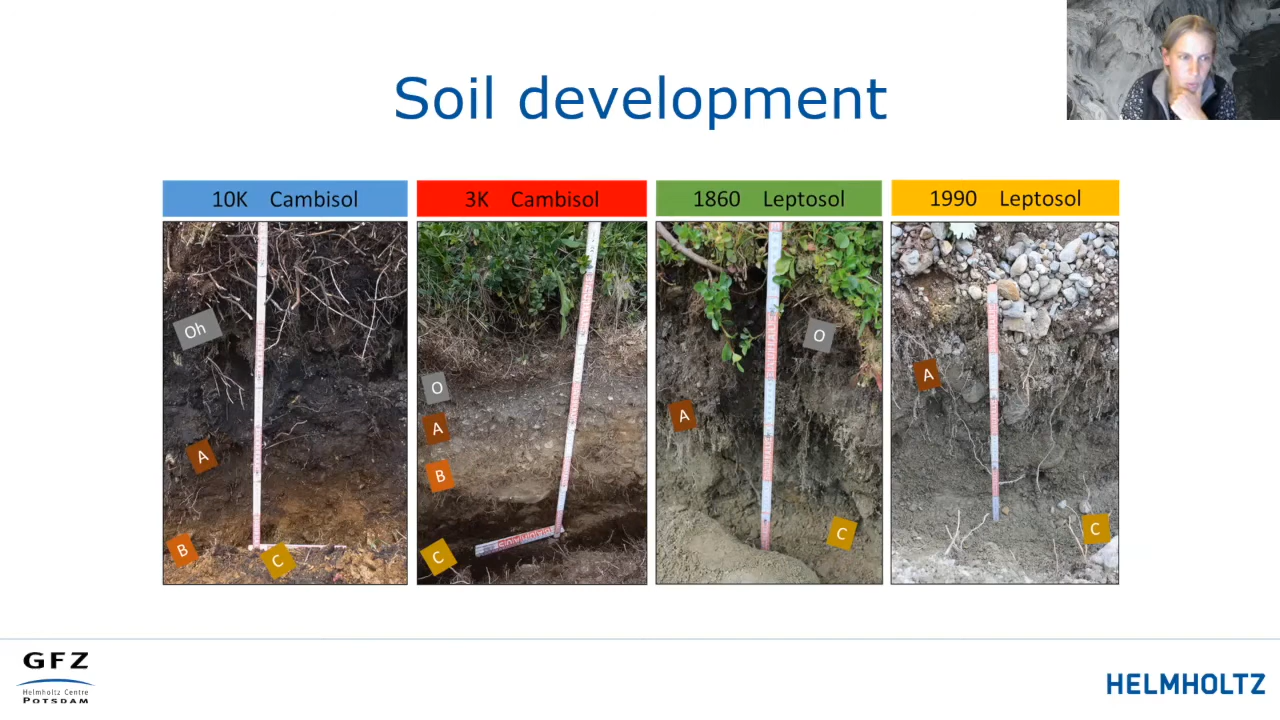 Soil development
10K Cambisol
3K Cambisol
1860 Leptosol
1990 Leptosol
Oh
A
B
C
O
A
B
C
O
A
C
A
C
GFZ
Helmholtz Centre
POTSDAM
HELMHOLTZ